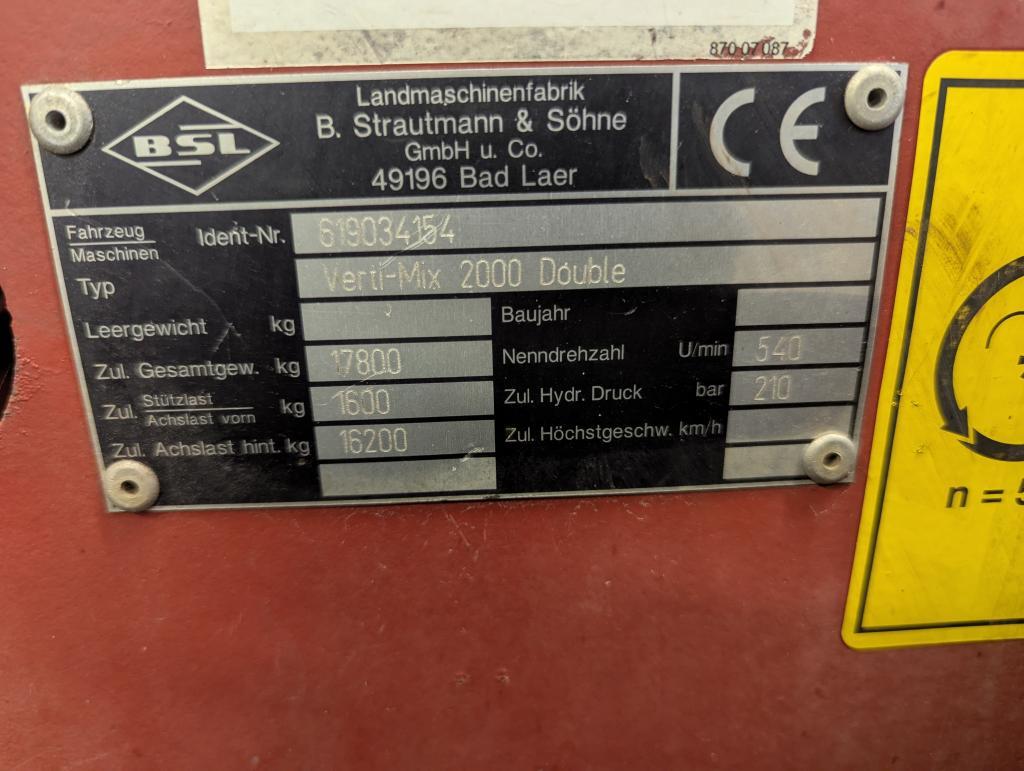 870 07 087
BSL
Landmaschinenfabrik
B. Strautmann & Söhne
GmbH u. Co.
49196 Bad Laer
CE
Fahrzeug
Maschinen
Ident-Nr. 619034154
Typ Verti-Mix 2000 Double
Leergewicht kg
Baujahr
Zul. Gesamtgew. kg 17800
Nenndrehzahl U/min 540
Zul. Stützlast
Achslast vorn kg 1600
Zul. Hydr. Druck bar 210
Zul. Achslast hint. kg 16200
Zul. Höchstgeschw. km/h
n = 5